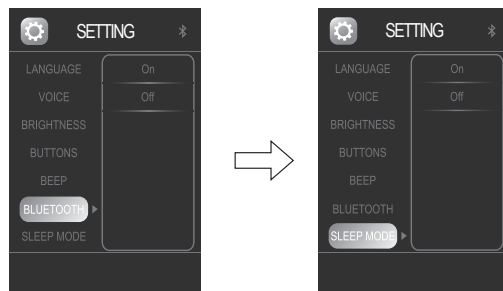 SETTING
LANGUAGE On
VOICE Off
BRIGHTNESS
BUTTONS
BEEP
BLUETOOTH
SLEEP MODE
SETTING
LANGUAGE On
VOICE Off
BRIGHTNESS
BUTTONS
BEEP
BLUETOOTH
SLEEP MODE